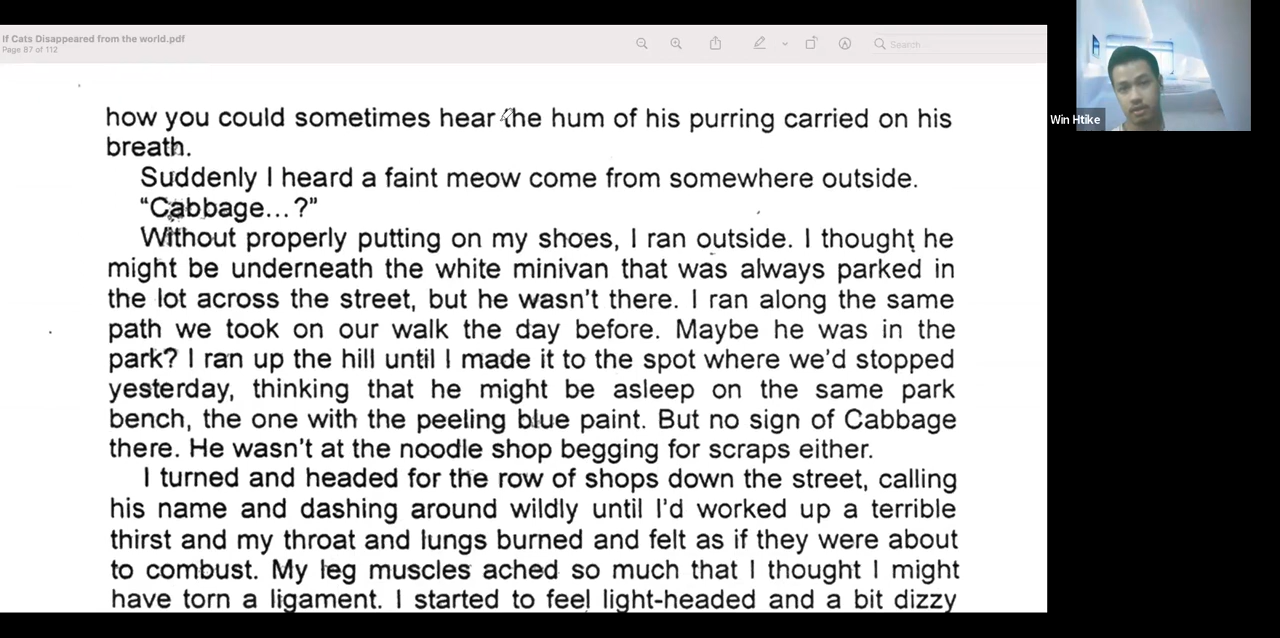 If Cats Disappeared from the world.pdf
Page 87 of 112
Search
Win Htike
how you could sometimes hear the hum of his purring carried on his
breath.
Suddenly I heard a faint meow come from somewhere outside.
“Cabbage…?”
Without properly putting on my shoes, I ran outside. I thought he
might be underneath the white minivan that was always parked in
the lot across the street, but he wasn’t there. I ran along the same
path we took on our walk the day before. Maybe he was in the
park? I ran up the hill until I made it to the spot where we’d stopped
yesterday, thinking that he might be asleep on the same park
bench, the one with the peeling blue paint. But no sign of Cabbage
there. He wasn’t at the noodle shop begging for scraps either.
I turned and headed for the row of shops down the street, calling
his name and dashing around wildly until I’d worked up a terrible
thirst and my throat and lungs burned and felt as if they were about
to combust. My leg muscles ached so much that I thought I might
have torn a ligament. I started to feel light-headed and a bit dizzy